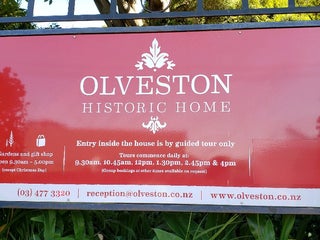 OLVESTON
HISTORIC HOME
Entry inside the house is by guided tour only
Gardens and gift shop
open 9.30am - 5.00pm
(except Christmas Day)
Tours commence daily at:
9.30am, 10.45am, 12pm, 1.30pm, 2.45pm & 4pm
(Group bookings at other times available on request)
(03) 477 3320 | reception@olveston.co.nz | www.olveston.co.nz